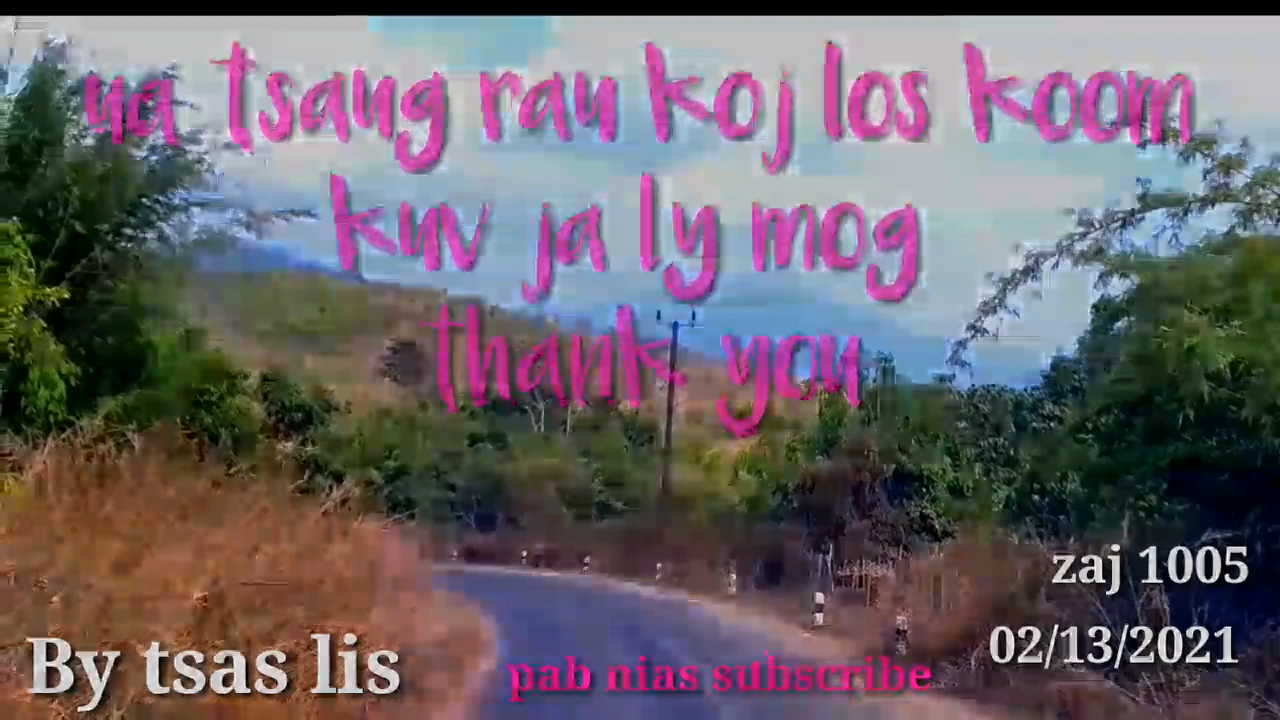 ua tsaug rau koj los koom
kuv ja ly mog
thank you
zaj 1005
02/13/2021
By tsas lis
pab nias subscribe